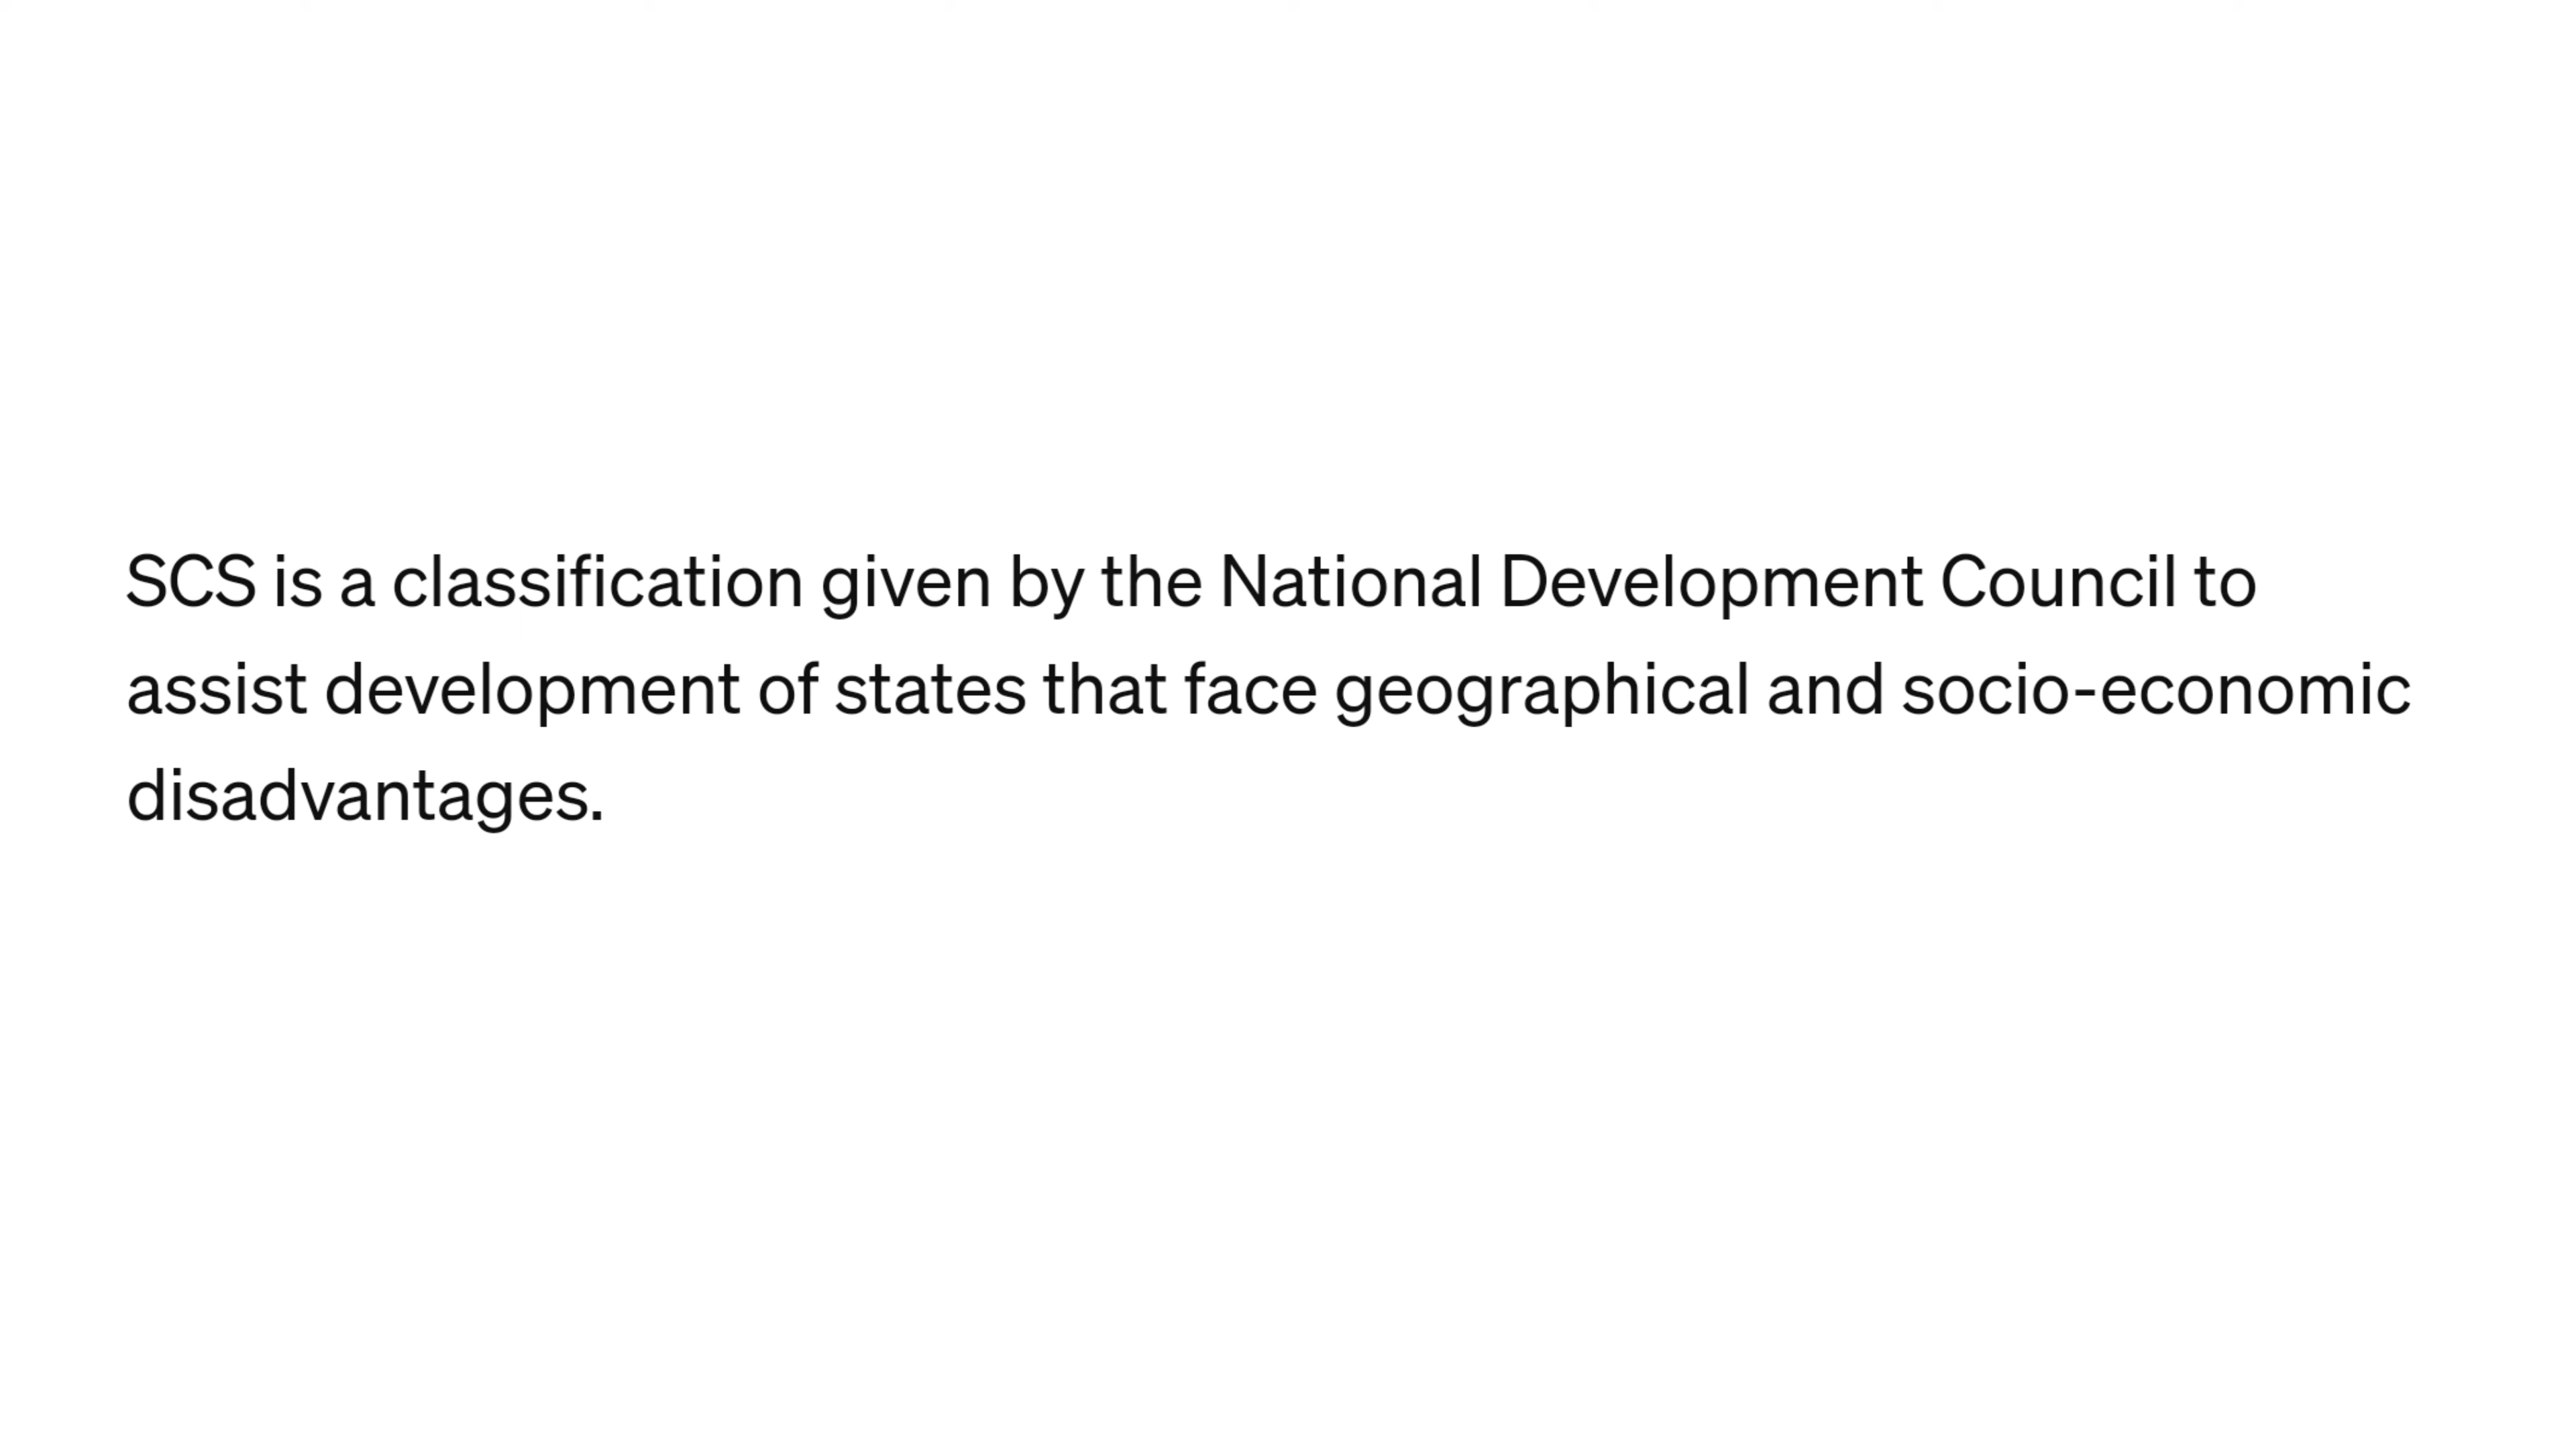 SCS is a classification given by the National Development Council to
assist development of states that face geographical and socio-economic
disadvantages.